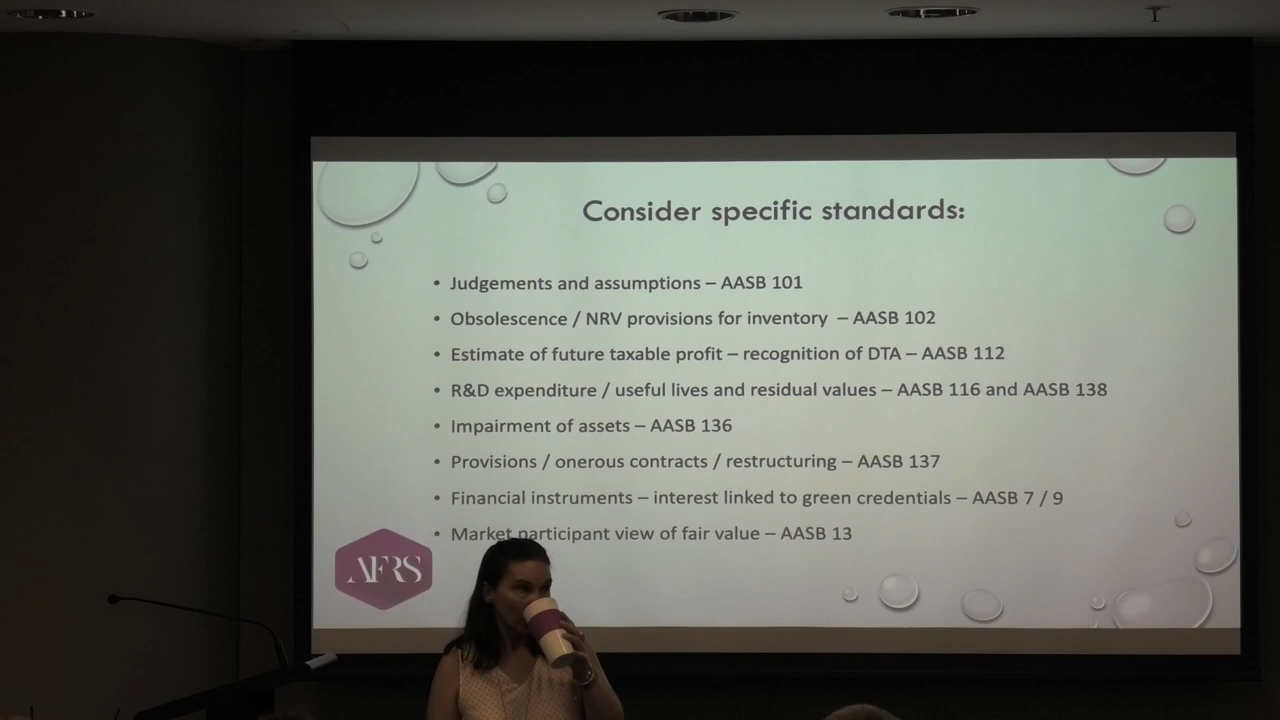 Consider specific standards:
• Judgements and assumptions – AASB 101
• Obsolescence / NRV provisions for inventory – AASB 102
• Estimate of future taxable profit – recognition of DTA – AASB 112
• R&D expenditure / useful lives and residual values – AASB 116 and AASB 138
• Impairment of assets – AASB 136
• Provisions / onerous contracts / restructuring – AASB 137
• Financial instruments – interest linked to green credentials – AASB 7 / 9
• Market participant view of fair value – AASB 13
AFRS